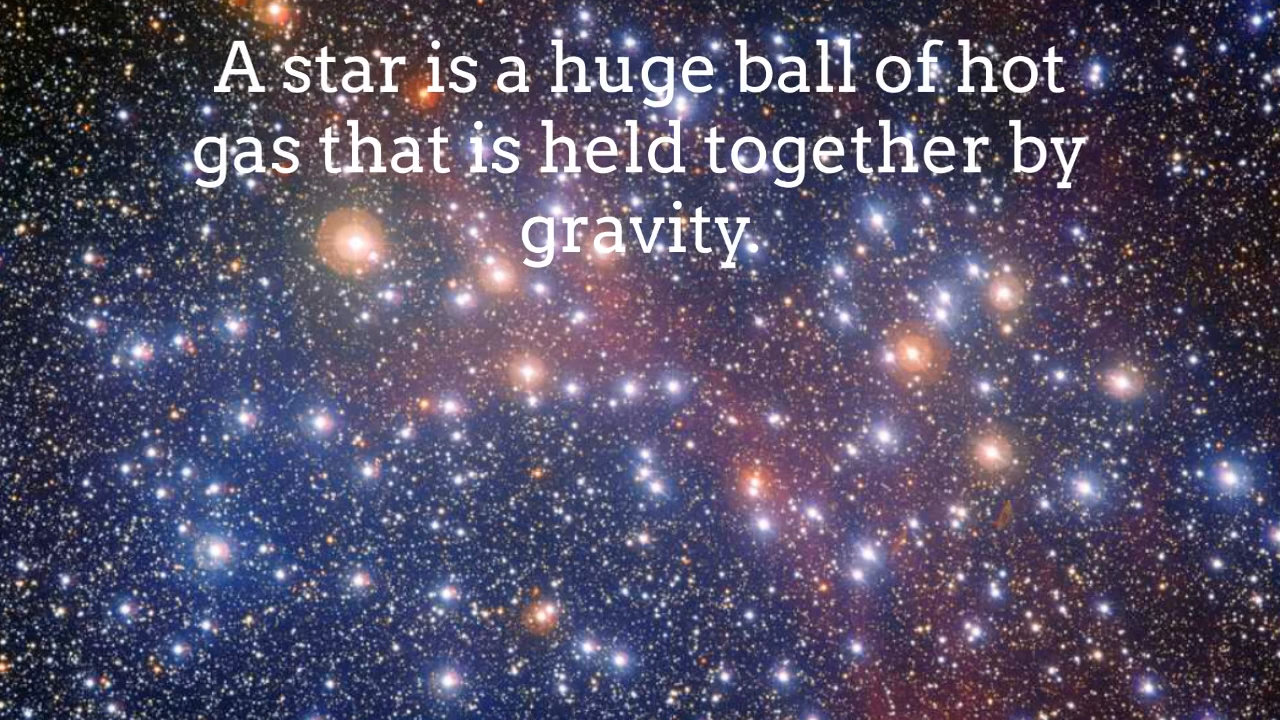 A star is a huge ball of hot
gas that is held together by
gravity.